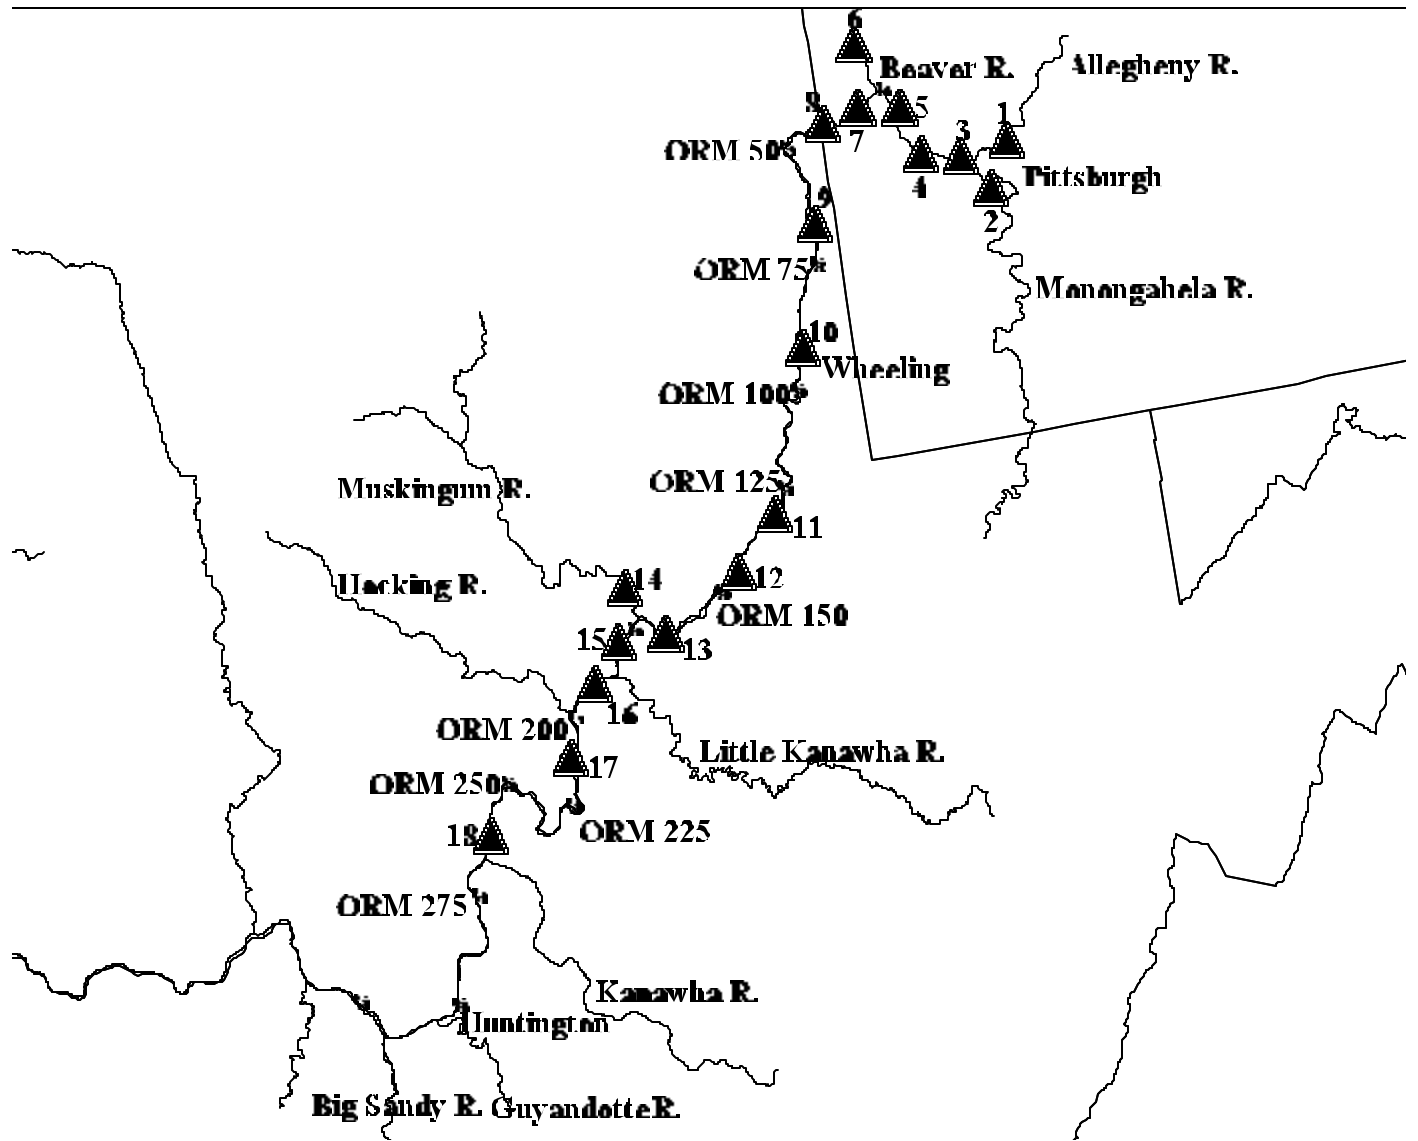 6
Beaver R.
Allegheny R.
8
5
1
7
3
ORM 50
4
Pittsburgh
9
2
ORM 75
Monongahela R.
10
Wheeling
ORM 100
ORM 125
Muskingum R.
11
14
12
Hocking R.
ORM 150
15
13
16
ORM 200
Little Kanawha R.
17
ORM 250
18
ORM 225
ORM 275
Kanawha R.
Huntington
Big Sandy R.
Guyandotte R.